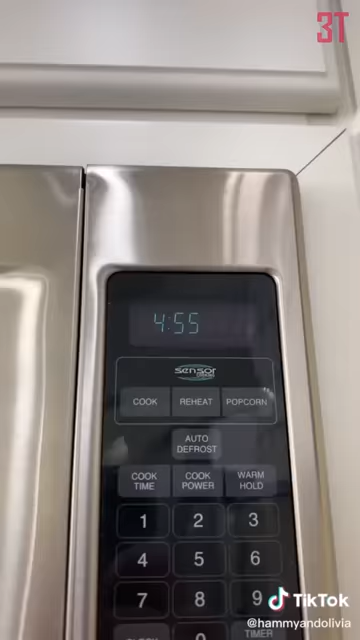 3T
4:55
sensor
COOK REHEAT POPCORN
AUTO
DEFROST
COOK
TIME
COOK
POWER
WARM
HOLD
1 2 3
4 5 6
7 8 9
0
TIMER
TikTok
@hammyandolivia